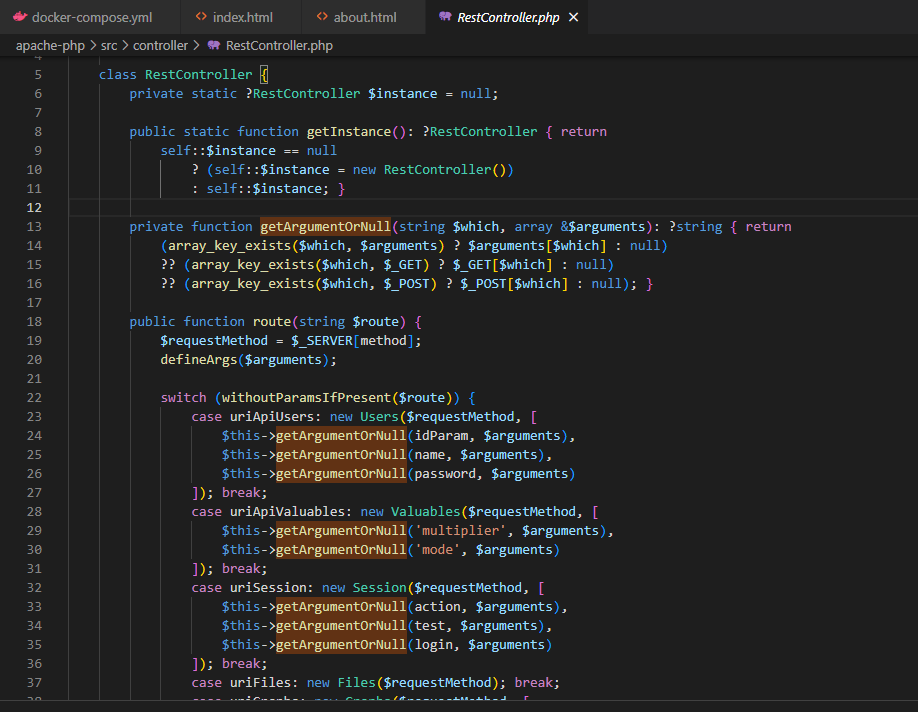 docker-compose.yml <> index.html <> about.html RestController.php ×
apache-php > src > controller > RestController.php
4
5 class RestController {
6 private static ?RestController $instance = null;
7
8 public static function getInstance(): ?RestController { return
9 self::$instance == null
10 ? (self::$instance = new RestController())
11 : self::$instance; }
12
13 private function getArgumentOrNull(string $which, array &$arguments): ?string { return
14 (array_key_exists($which, $arguments) ? $arguments[$which] : null)
15 ?? (array_key_exists($which, $_GET) ? $_GET[$which] : null)
16 ?? (array_key_exists($which, $_POST) ? $_POST[$which] : null); }
17
18 public function route(string $route) {
19 $requestMethod = $_SERVER[method];
20 defineArgs($arguments);
21
22 switch (withoutParamsIfPresent($route)) {
23 case uriApiUsers: new Users($requestMethod, [
24 $this->getArgumentOrNull(idParam, $arguments),
25 $this->getArgumentOrNull(name, $arguments),
26 $this->getArgumentOrNull(password, $arguments)
27 ]); break;
28 case uriApiValuables: new Valuables($requestMethod, [
29 $this->getArgumentOrNull('multiplier', $arguments),
30 $this->getArgumentOrNull('mode', $arguments)
31 ]); break;
32 case uriSession: new Session($requestMethod, [
33 $this->getArgumentOrNull(action, $arguments),
34 $this->getArgumentOrNull(test, $arguments),
35 $this->getArgumentOrNull(login, $arguments)
36 ]); break;
37 case uriFiles: new Files($requestMethod); break;
38 case uriGraphs: new Graphs($requestMethod, [